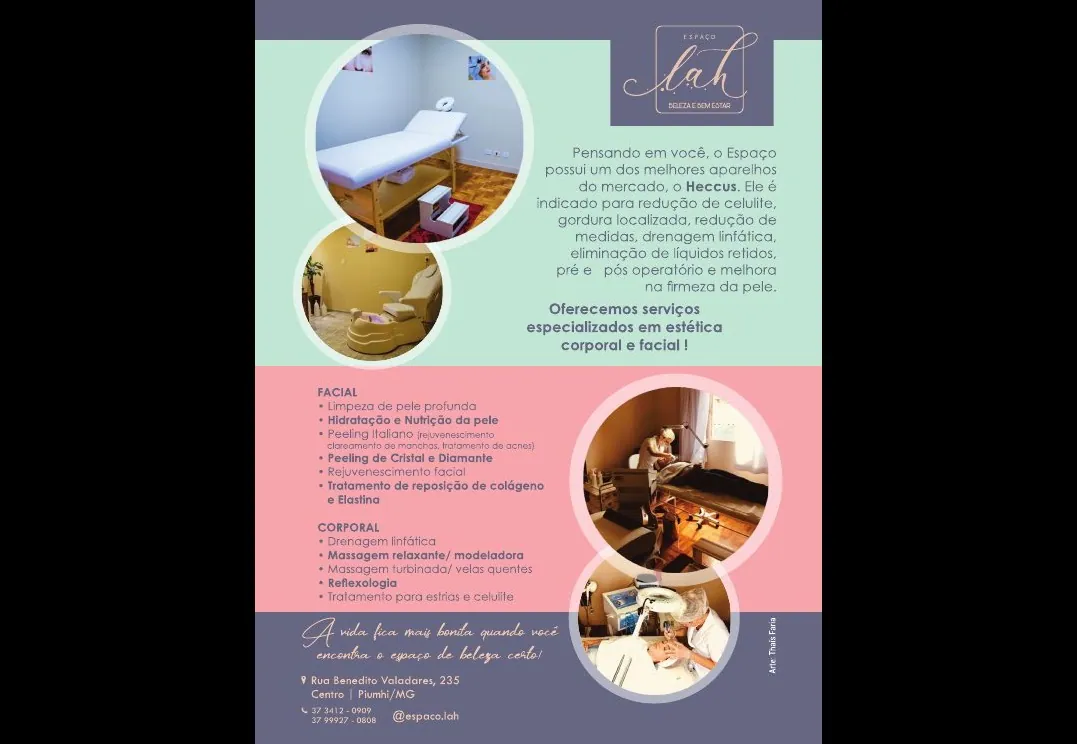 ESPAÇO
lah
BELEZA E BEM ESTAR
Pensando em você, o Espaço
possui um dos melhores aparelhos
do mercado, o Heccus. Ele é
indicado para redução de celulite,
gordura localizada, redução de
medidas, drenagem linfática,
eliminação de líquidos retidos,
pré e pós operatório e melhora
na firmeza da pele.
Oferecemos serviços
especializados em estética
corporal e facial !
FACIAL
• Limpeza de pele profunda
• Hidratação e Nutrição da pele
• Peeling Italiano (rejuvenescimento
clareamento de manchas, tratamento de acnes)
• Peeling de Cristal e Diamante
• Rejuvenescimento facial
• Tratamento de reposição de colágeno
e Elastina
CORPORAL
• Drenagem linfática
• Massagem relaxante/ modeladora
• Massagem turbinada/ velas quentes
• Reflexologia
• Tratamento para estrias e celulite
A vida fica mais bonita quando você
encontra o espaço de beleza certo!
Rua Benedito Valadares, 235
Centro | Piumhi/MG
37 3412 - 0909
37 99927 - 0808
@espaco.lah
Arte: Thais Faria